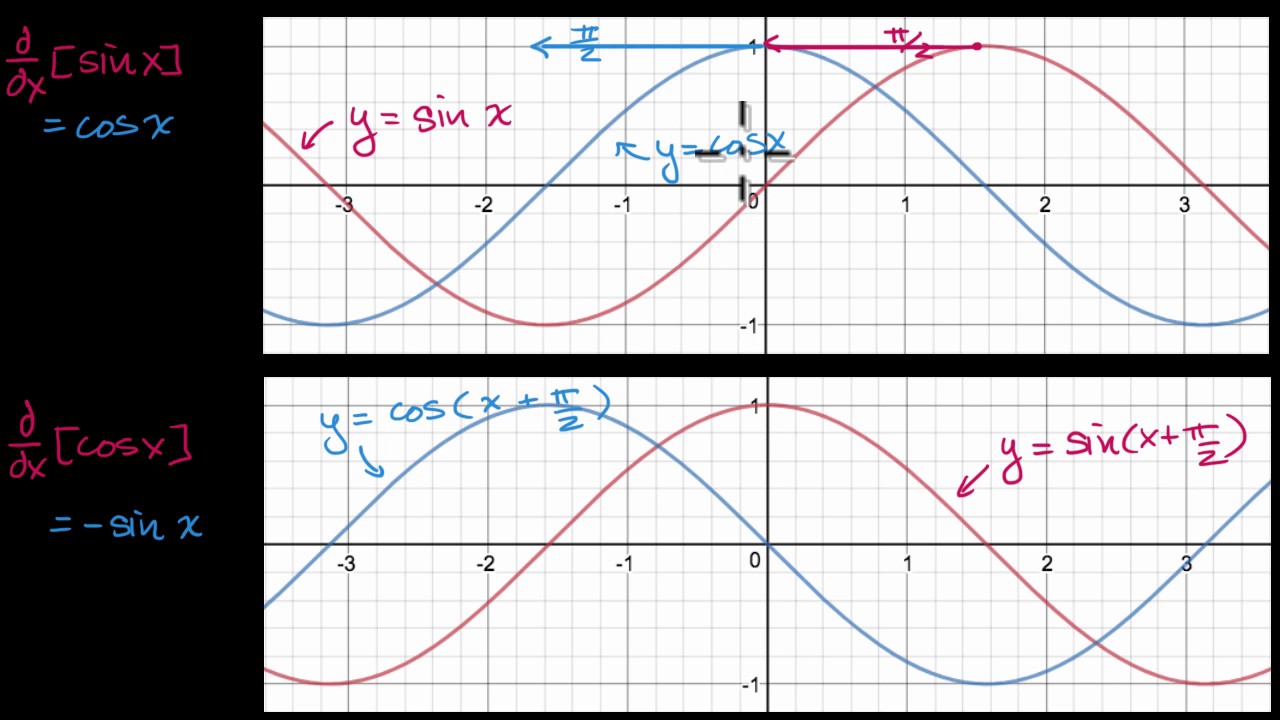 d/dx [sin x]
= cos x
π/2
π/2
y = sin x
y = cos x
1
-3 -2 -1 0 1 2 3
-1
d/dx [cos x]
= - sin x
y = cos(x + π/2)
y = sin(x + π/2)
1
-3 -2 -1 0 1 2 3
-1